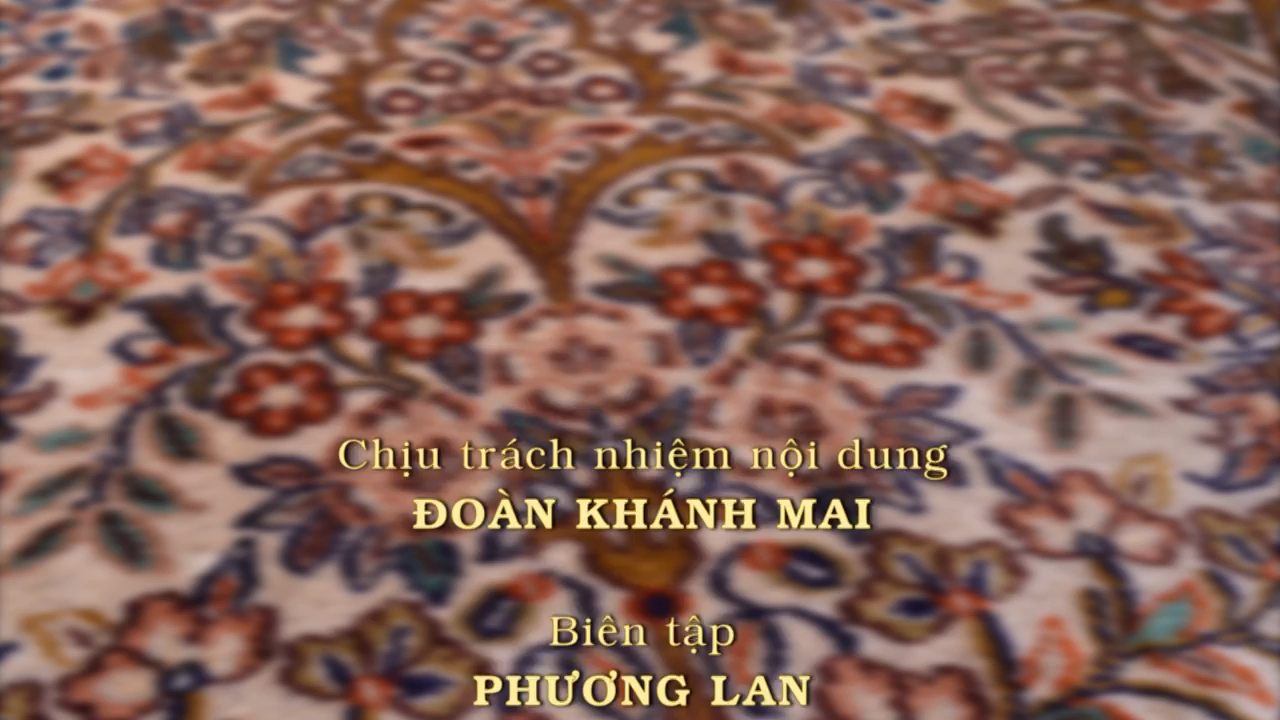 Chịu trách nhiệm nội dung
ĐOÀN KHÁNH MAI
Biên tập
PHƯƠNG LAN